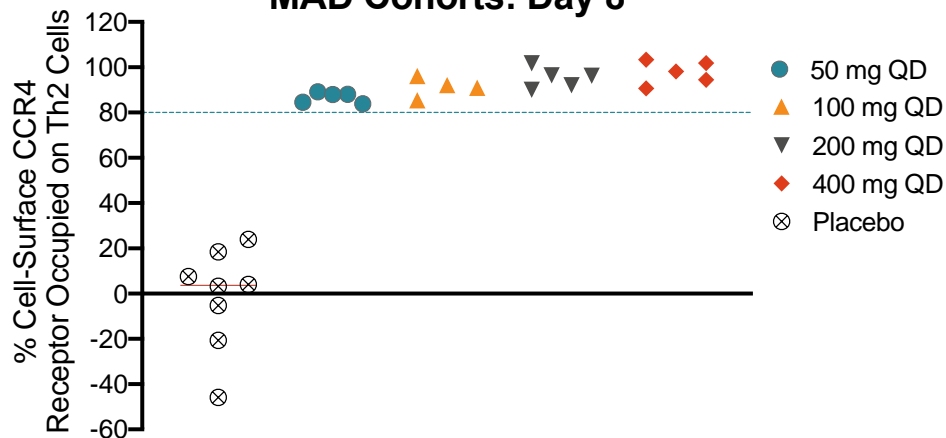 MAD Cohorts: Day 8
% Cell-Surface CCR4
Receptor Occupied on Th2 Cells
120
100
80
60
40
20
0
-20
-40
-60
50 mg QD
100 mg QD
200 mg QD
400 mg QD
Placebo